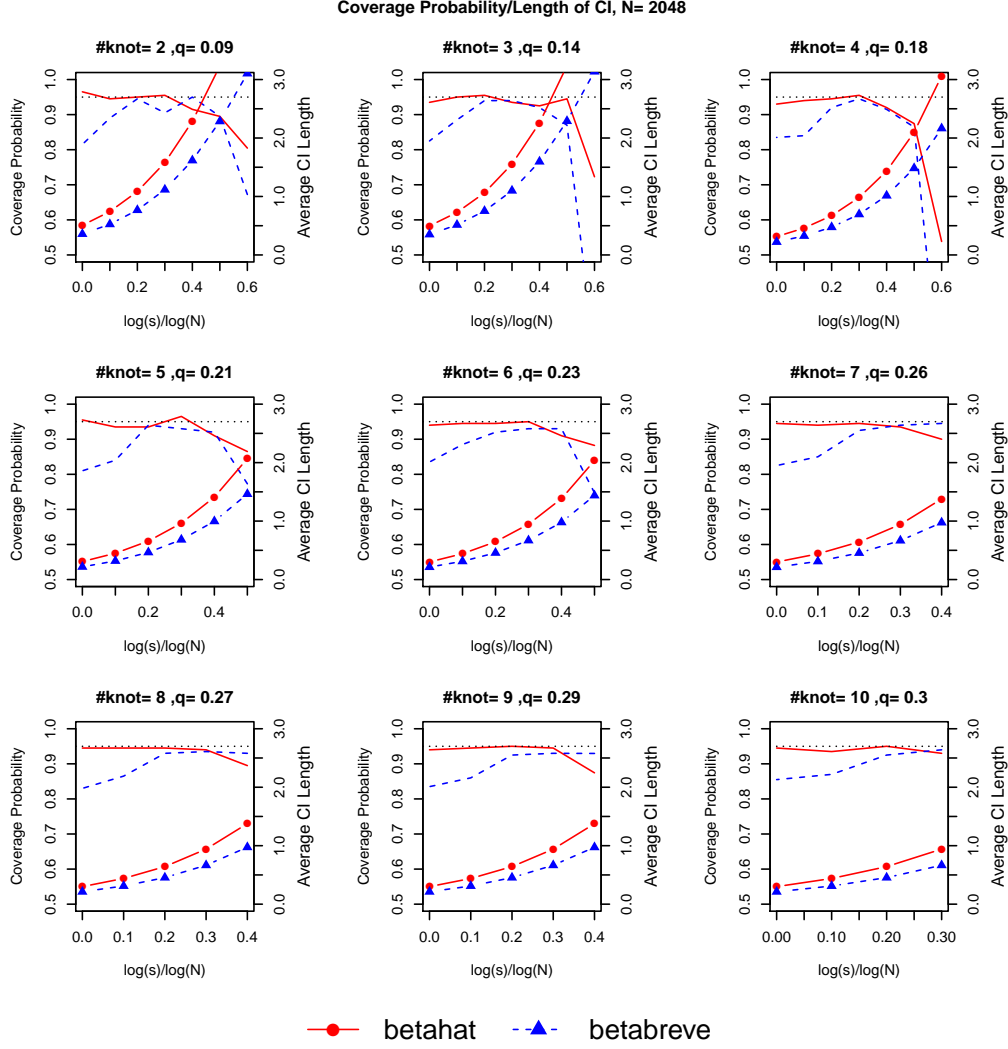 Coverage Probability/Length of CI, N= 2048
#knot= 2 ,q= 0.09
#knot= 3 ,q= 0.14
#knot= 4 ,q= 0.18
Coverage Probability
0.5 0.6 0.7 0.8 0.9 1.0
0.0 1.0 2.0 3.0
Average CI Length
0.0 0.2 0.4 0.6
log(s)/log(N)
Coverage Probability
0.5 0.6 0.7 0.8 0.9 1.0
0.0 1.0 2.0 3.0
Average CI Length
0.0 0.2 0.4 0.6
log(s)/log(N)
Coverage Probability
0.5 0.6 0.7 0.8 0.9 1.0
0.0 1.0 2.0 3.0
Average CI Length
0.0 0.2 0.4 0.6
log(s)/log(N)
#knot= 5 ,q= 0.21
#knot= 6 ,q= 0.23
#knot= 7 ,q= 0.26
Coverage Probability
0.5 0.6 0.7 0.8 0.9 1.0
0.0 1.0 2.0 3.0
Average CI Length
0.0 0.2 0.4
log(s)/log(N)
Coverage Probability
0.5 0.6 0.7 0.8 0.9 1.0
0.0 1.0 2.0 3.0
Average CI Length
0.0 0.2 0.4
log(s)/log(N)
Coverage Probability
0.5 0.6 0.7 0.8 0.9 1.0
0.0 1.0 2.0 3.0
Average CI Length
0.0 0.1 0.2 0.3 0.4
log(s)/log(N)
#knot= 8 ,q= 0.27
#knot= 9 ,q= 0.29
#knot= 10 ,q= 0.3
Coverage Probability
0.5 0.6 0.7 0.8 0.9 1.0
0.0 1.0 2.0 3.0
Average CI Length
0.0 0.1 0.2 0.3 0.4
log(s)/log(N)
Coverage Probability
0.5 0.6 0.7 0.8 0.9 1.0
0.0 1.0 2.0 3.0
Average CI Length
0.0 0.1 0.2 0.3 0.4
log(s)/log(N)
Coverage Probability
0.5 0.6 0.7 0.8 0.9 1.0
0.0 1.0 2.0 3.0
Average CI Length
0.00 0.10 0.20 0.30
log(s)/log(N)
betahat betabreve